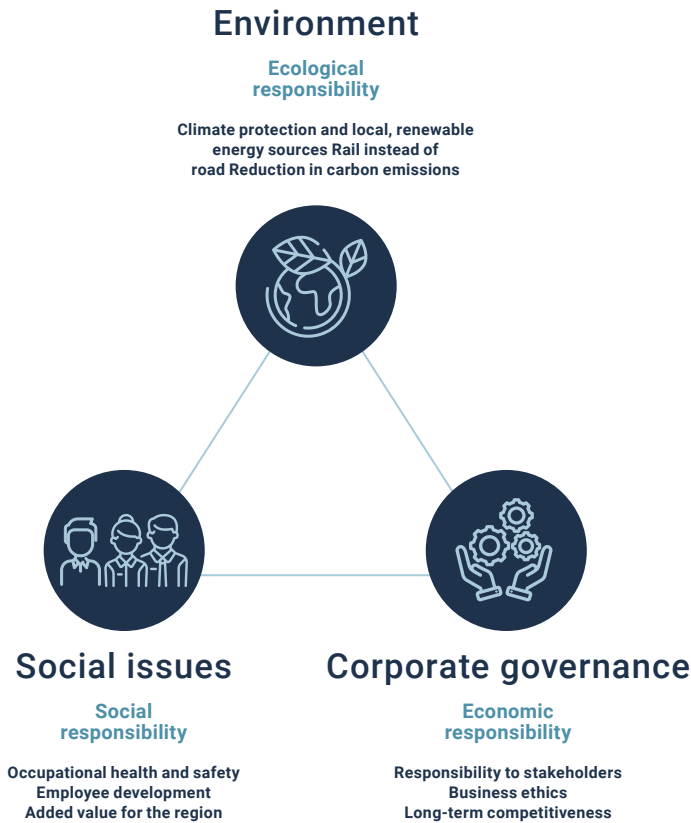 Environment
Ecological
responsibility
Climate protection and local, renewable
energy sources Rail instead of
road Reduction in carbon emissions
Social issues
Social
responsibility
Occupational health and safety
Employee development
Added value for the region
Corporate governance
Economic
responsibility
Responsibility to stakeholders
Business ethics
Long-term competitiveness